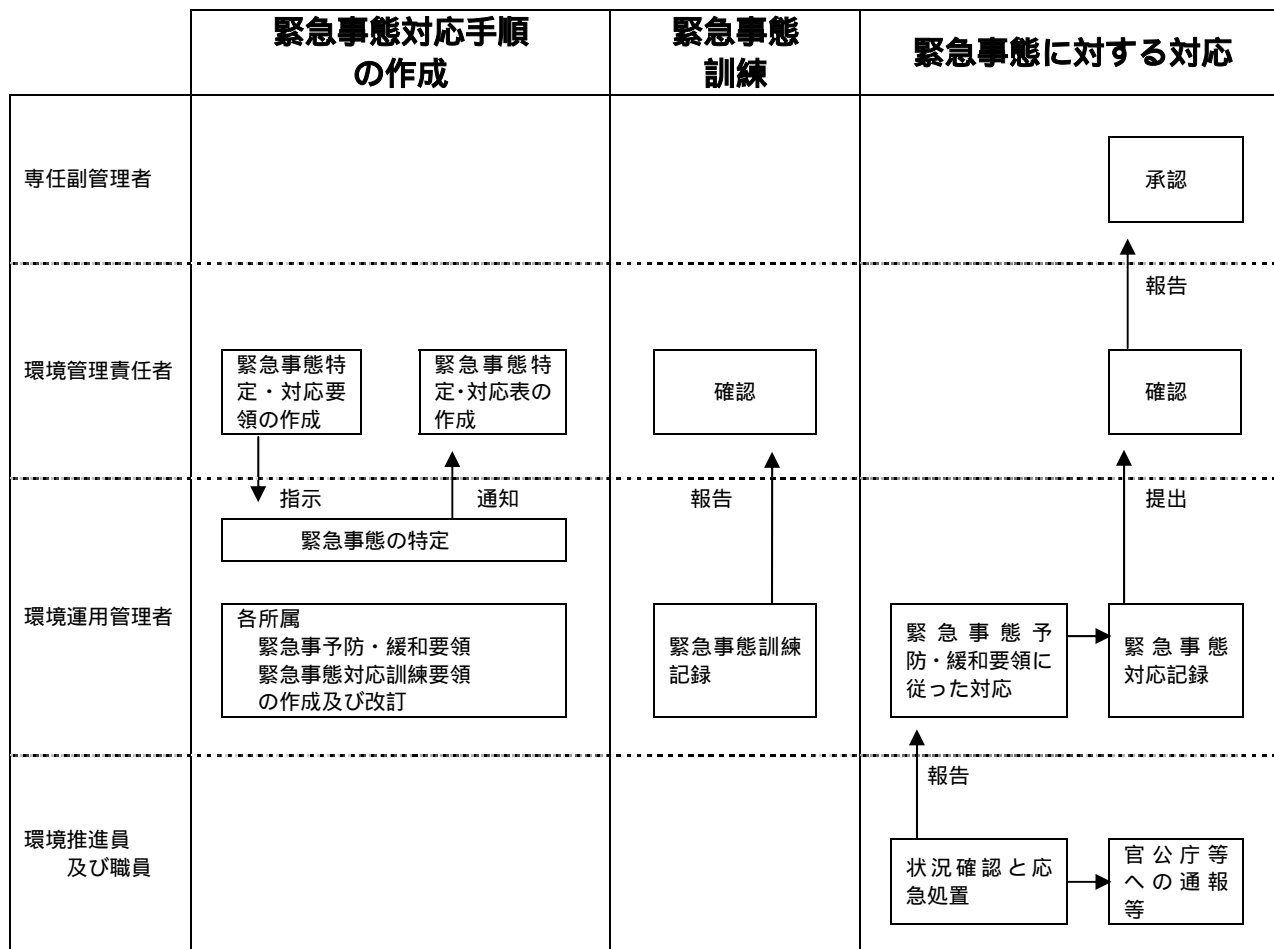 緊急事態対応手順
の作成
緊急事態
訓練
緊急事態に対する対応
専任副管理者
承認
報告
環境管理責任者
緊急事態特
定・対応要
領の作成
緊急事態特
定・対応表の
作成
確認
確認
指示
通知
報告
提出
緊急事態の特定
環境運用管理者
各所属
緊急事予防・緩和要領
緊急事態対応訓練要領
の作成及び改訂
緊急事態訓練
記録
緊急事態予
防・緩和要領に
従った対応
緊急事態
対応記録
報告
環境推進員
及び職員
状況確認と応
急処置
官公庁等
への通報
等